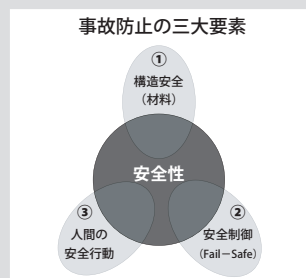 事故防止の三大要素
①
構造安全
（材料）
安全性
③
人間の
安全行動
②
安全制御
（Fail－Safe）